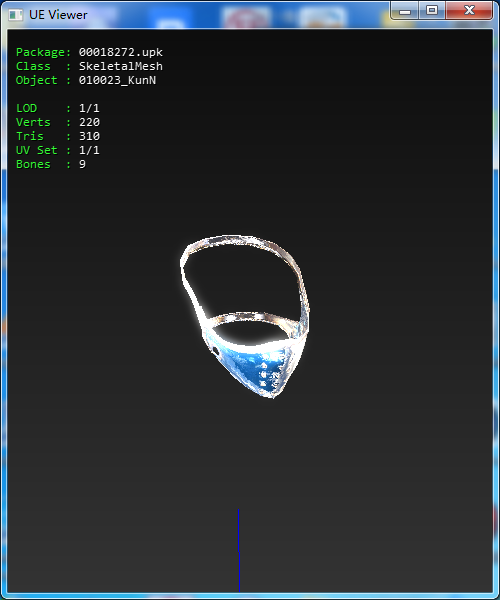 UE Viewer
Package: 00018272.upk
Class : SkeletalMesh
Object : 010023_KunN
LOD : 1/1
Verts : 220
Tris : 310
UV Set : 1/1
Bones : 9